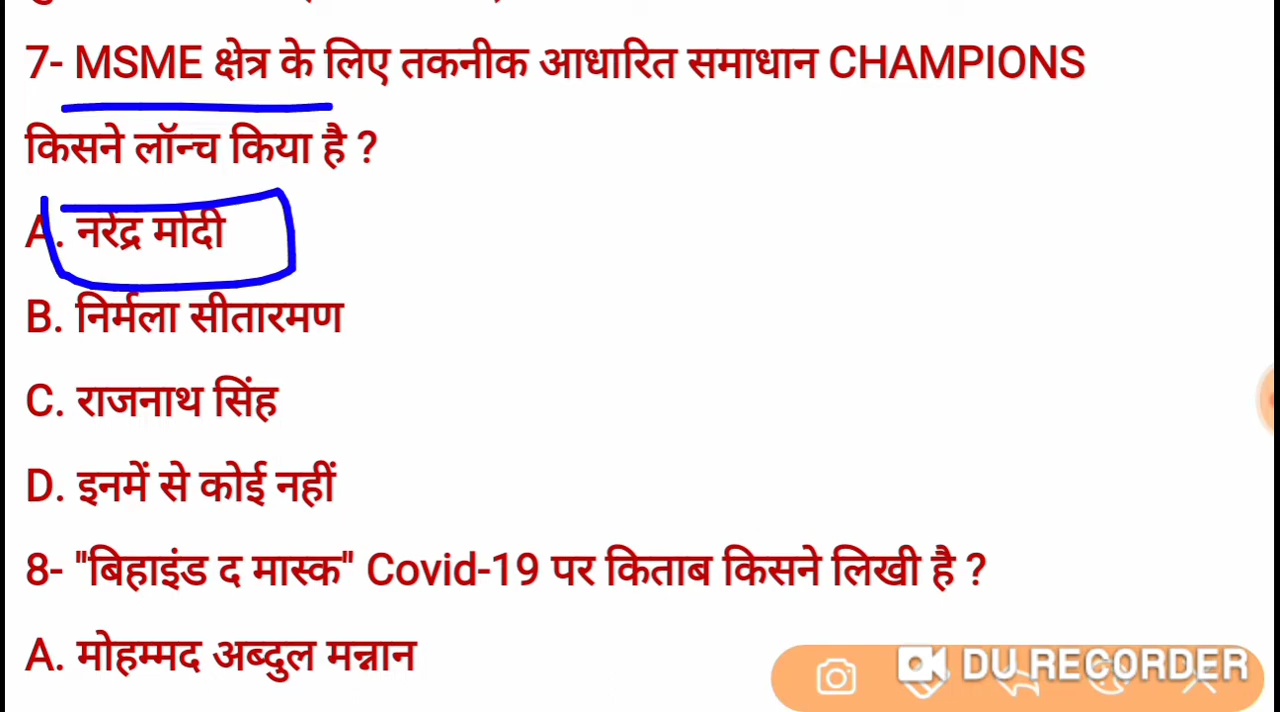 7- MSME क्षेत्र के लिए तकनीक आधारित समाधान CHAMPIONS
किसने लॉन्च किया है ?
A. नरेंद्र मोदी
B. निर्मला सीतारमण
C. राजनाथ सिंह
D. इनमें से कोई नहीं
8- "बिहाइंड द मास्क" Covid-19 पर किताब किसने लिखी है ?
A. मोहम्मद अब्दुल मन्नान
DU RECORDER